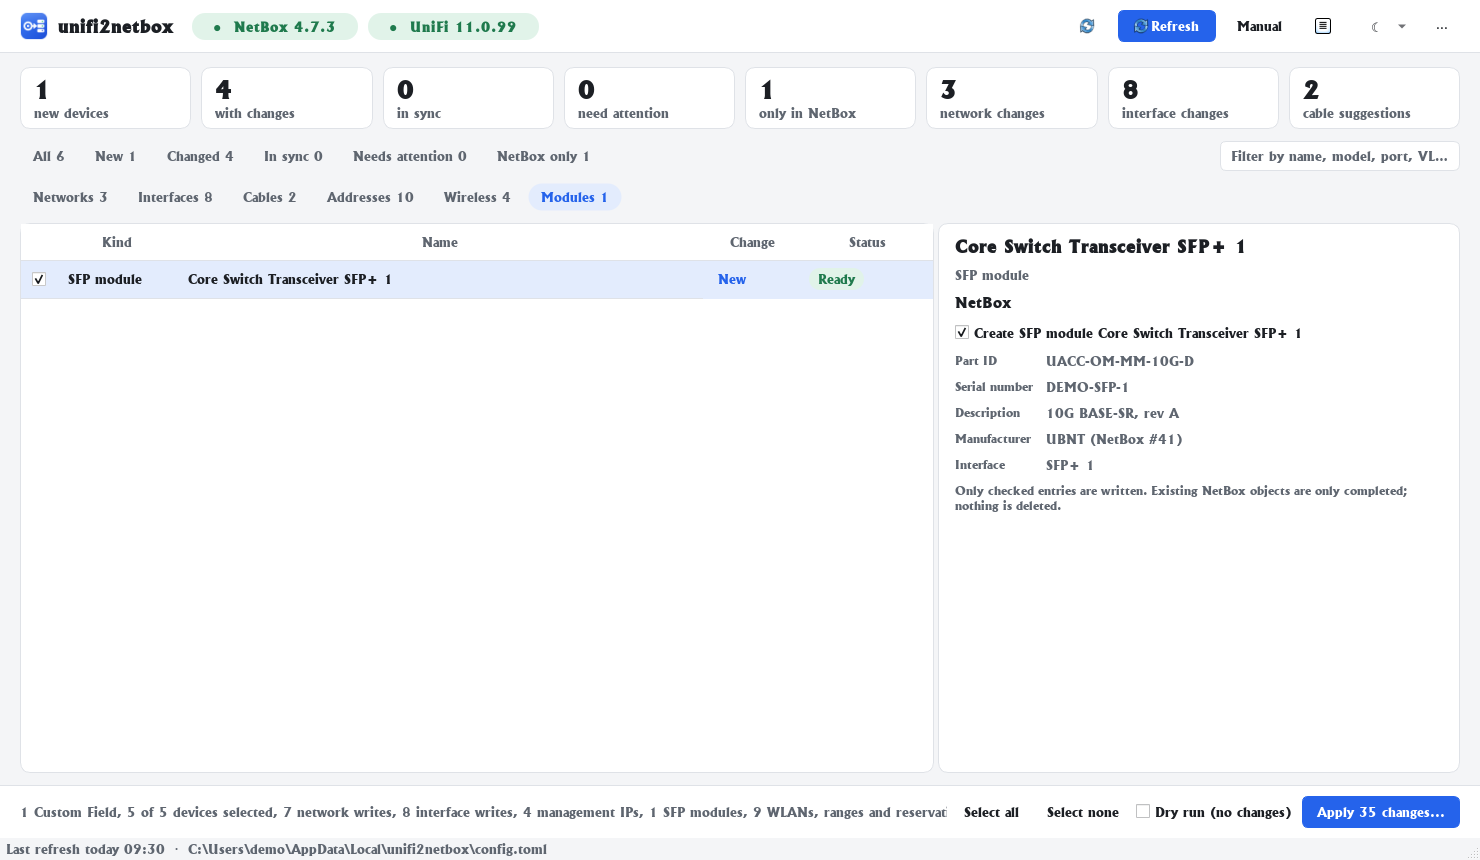 unifi2netbox
● NetBox 4.7.3
● UniFi 11.0.99
Refresh
Manual
...
1
new devices
4
with changes
0
in sync
0
need attention
1
only in NetBox
3
network changes
8
interface changes
2
cable suggestions
All 6
New 1
Changed 4
In sync 0
Needs attention 0
NetBox only 1
Filter by name, model, port, VL...
Networks 3
Interfaces 8
Cables 2
Addresses 10
Wireless 4
Modules 1
Kind
Name
Change
Status
SFP module
Core Switch Transceiver SFP+ 1
New
Ready
Core Switch Transceiver SFP+ 1
SFP module
NetBox
Create SFP module Core Switch Transceiver SFP+ 1
Part ID UACC-OM-MM-10G-D
Serial number DEMO-SFP-1
Description 10G BASE-SR, rev A
Manufacturer UBNT (NetBox #41)
Interface SFP+ 1
Only checked entries are written. Existing NetBox objects are only completed;
nothing is deleted.
1 Custom Field, 5 of 5 devices selected, 7 network writes, 8 interface writes, 4 management IPs, 1 SFP modules, 9 WLANs, ranges and
Select all
Select none
Dry run (no changes)
Apply 35 changes...
Last refresh today 09:30 · C:\Users\demo\AppData\Local\unifi2netbox\config.toml